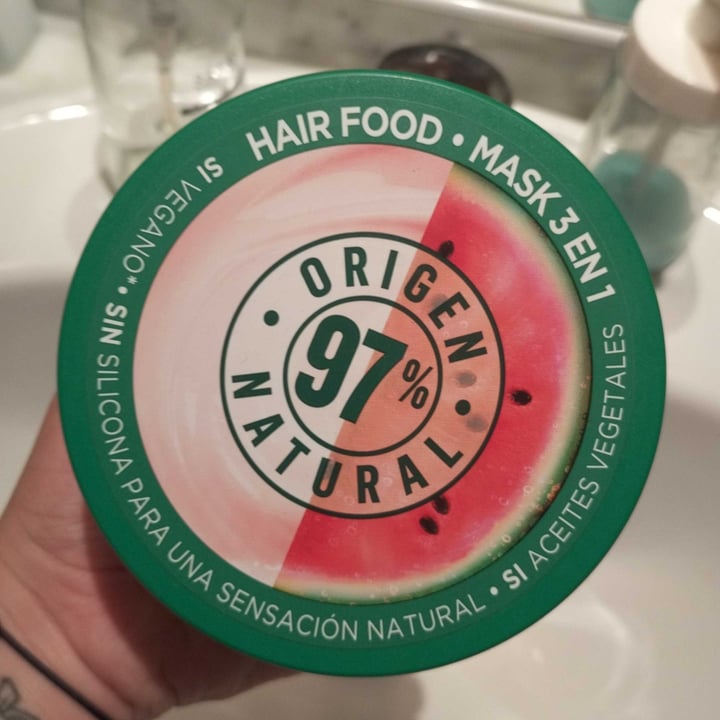 HAIR FOOD • MASK 3 EN 1
SI VEGANO* • SIN SILICONA PARA UNA SENSACIÓN NATURAL • SI ACEITES VEGETALES
ORIGEN
97%
NATURAL